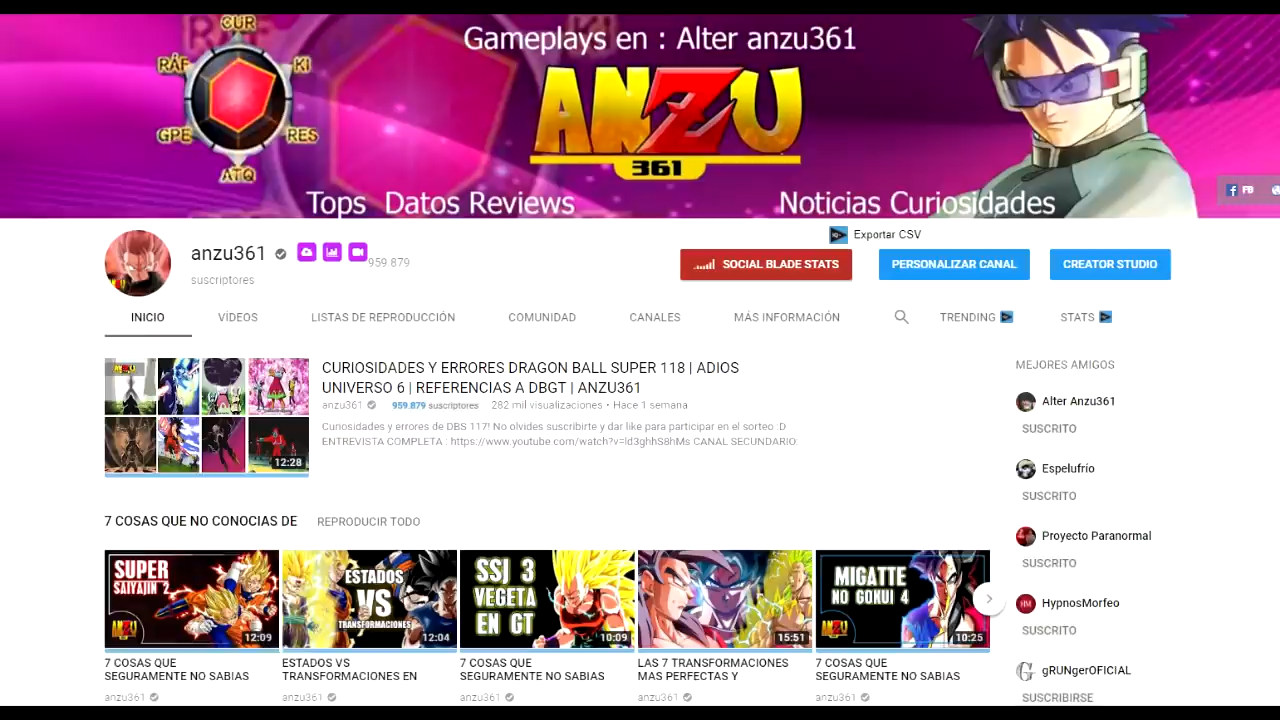 Gameplays en : Alter anzu361
CUR
RÁF
KI
GPE
RES
ATQ
ANZU
361
Tops Datos Reviews
Noticias Curiosidades
FB
Exportar CSV
anzu361
959.879
suscriptores
SOCIAL BLADE STATS
PERSONALIZAR CANAL
CREATOR STUDIO
INICIO
VÍDEOS
LISTAS DE REPRODUCCIÓN
COMUNIDAD
CANALES
MÁS INFORMACIÓN
TRENDING
STATS
CURIOSIDADES Y ERRORES DRAGON BALL SUPER 118 | ADIOS
UNIVERSO 6 | REFERENCIAS A DBGT | ANZU361
anzu361 959.879 suscriptores 282 mil visualizaciones • Hace 1 semana
Curiosidades y errores de DBS 117! No olvides suscribirte y dar like para participar en el sorteo :D
ENTREVISTA COMPLETA : https://www.youtube.com/watch?v=ld3ghhS8hMs CANAL SECUNDARIO:
12:28
MEJORES AMIGOS
Alter Anzu361
SUSCRITO
Espelufrío
SUSCRITO
Proyecto Paranormal
SUSCRITO
HM
HypnosMorfeo
SUSCRITO
gRUNgerOFICIAL
SUSCRIBIRSE
7 COSAS QUE NO CONOCIAS DE
REPRODUCIR TODO
SUPER
SAIYAJIN 2
ANZU
12:09
7 COSAS QUE
SEGURAMENTE NO SABIAS
anzu361
ESTADOS
VS
TRANSFORMACIONES
12:04
ESTADOS VS
TRANSFORMACIONES EN
anzu361
SSJ 3
VEGETA
EN GT
10:09
7 COSAS QUE
SEGURAMENTE NO SABIAS
anzu361
15:51
LAS 7 TRANSFORMACIONES
MAS PERFECTAS Y
anzu361
MIGATTE
NO GOKUI 4
ANZU
10:25
7 COSAS QUE
SEGURAMENTE NO SABIAS
anzu361